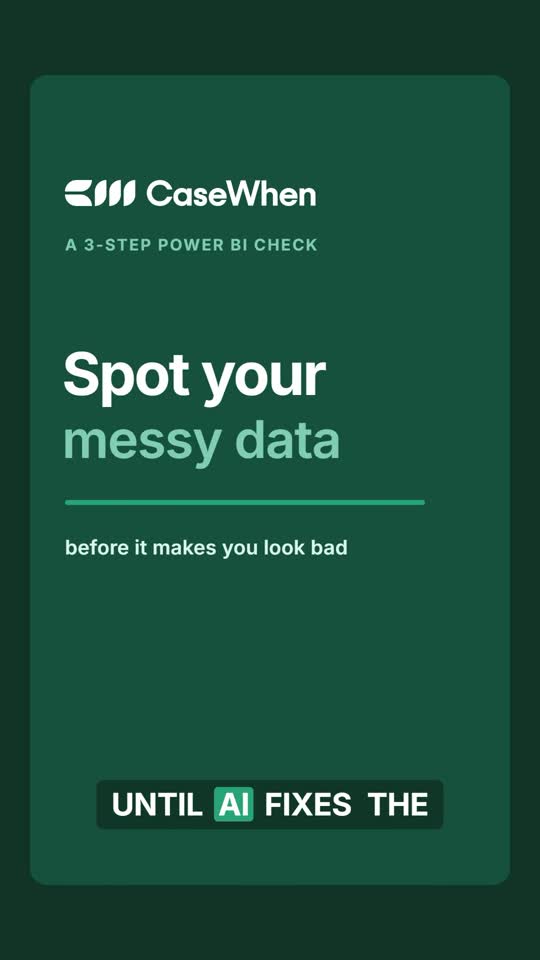 CaseWhen
A 3-STEP POWER BI CHECK
Spot your
messy data
before it makes you look bad
UNTIL AI FIXES THE